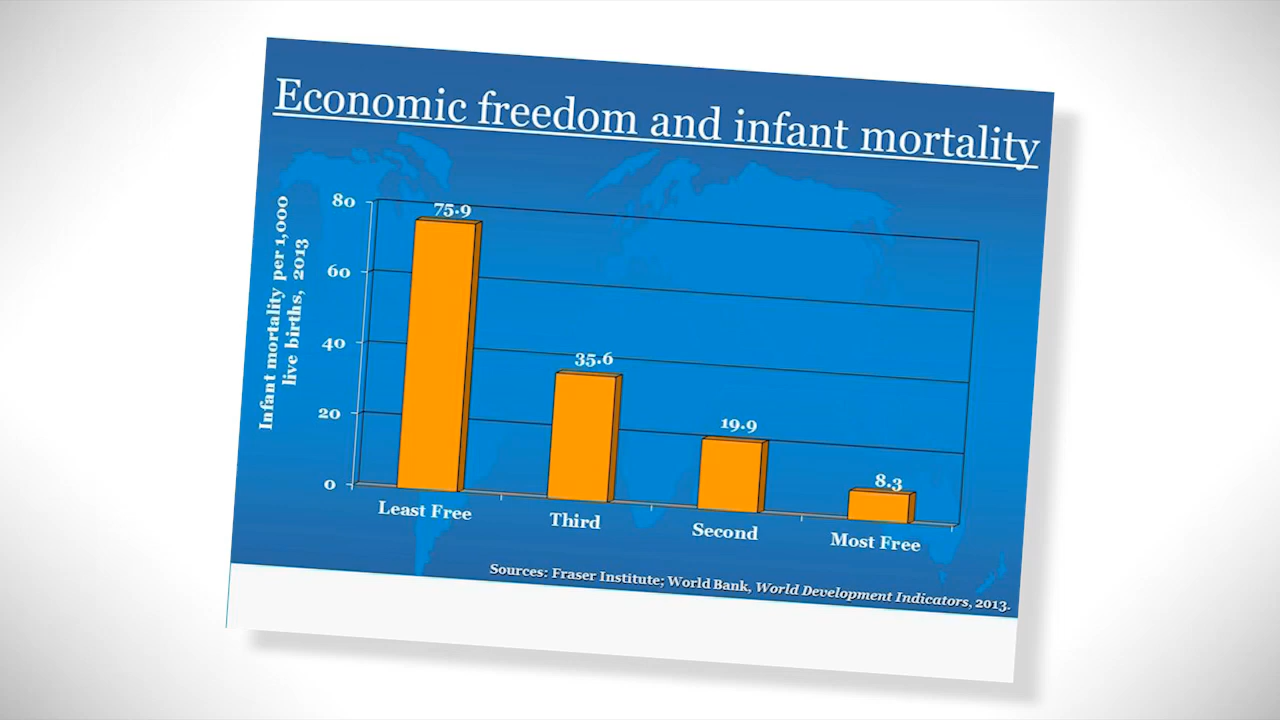 Economic freedom and infant mortality
Infant mortality per 1,000
live births, 2013
80
60
40
20
0
75.9
35.6
19.9
8.3
Least Free
Third
Second
Most Free
Sources: Fraser Institute; World Bank, World Development Indicators, 2013.